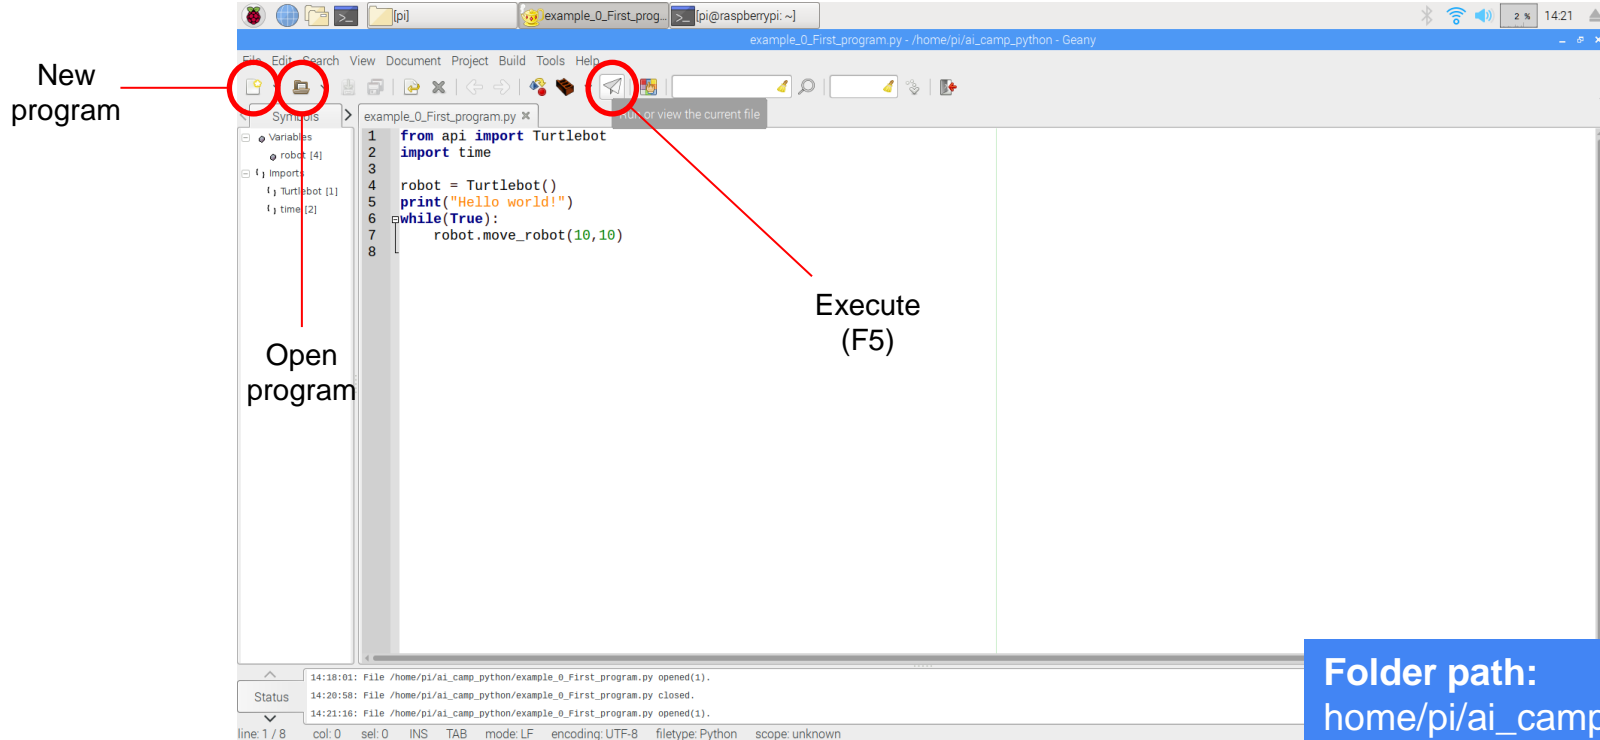 [pi]
example_0_First_prog...
[pi@raspberrypi: ~]
2 %
14:21
example_0_First_program.py - /home/pi/ai_camp_python - Geany
File Edit Search View Document Project Build Tools Help
New
program
Symbols
example_0_First_program.py
Run or view the current file
Variables
robot [4]
Imports
Turtlebot [1]
time [2]
1 from api import Turtlebot
2 import time
3
4 robot = Turtlebot()
5 print("Hello world!")
6 while(True):
7 robot.move_robot(10,10)
8
Execute
(F5)
Open
program
Status
14:18:01: File /home/pi/ai_camp_python/example_0_First_program.py opened(1).
14:20:58: File /home/pi/ai_camp_python/example_0_First_program.py closed.
14:21:16: File /home/pi/ai_camp_python/example_0_First_program.py opened(1).
line: 1 / 8 col: 0 sel: 0 INS TAB mode: LF encoding: UTF-8 filetype: Python scope: unknown
Folder path:
home/pi/ai_camp